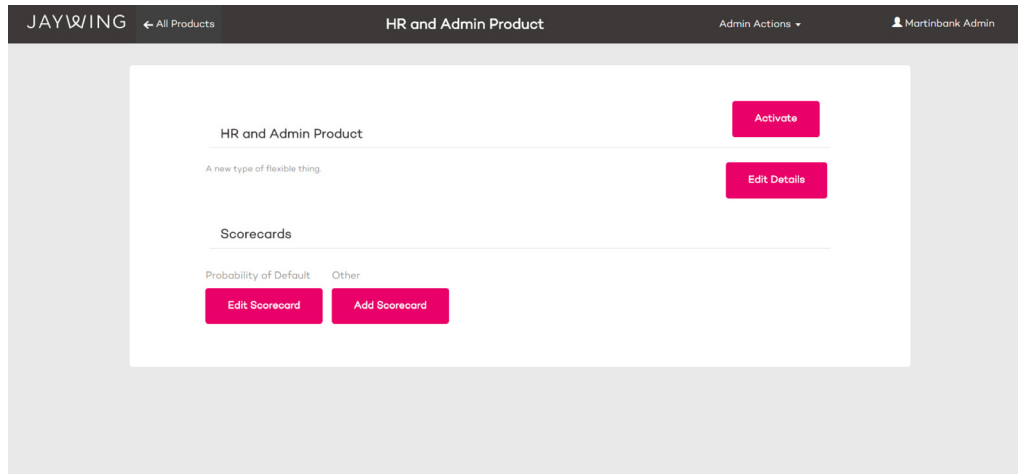 JAYWING ← All Products HR and Admin Product Admin Actions Martinbank Admin
Activate
HR and Admin Product
A new type of flexible thing.
Edit Details
Scorecards
Probability of Default Other
Edit Scorecard Add Scorecard